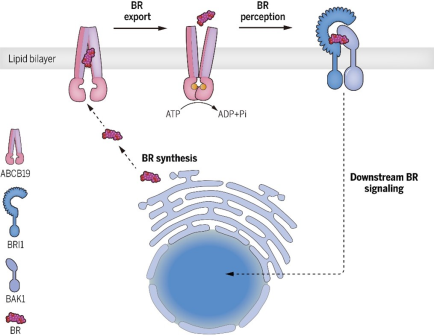 BR
export
BR
perception
Lipid bilayer
ATP
ADP+Pi
BR synthesis
Downstream BR
signaling
ABCB19
BRI1
BAK1
BR